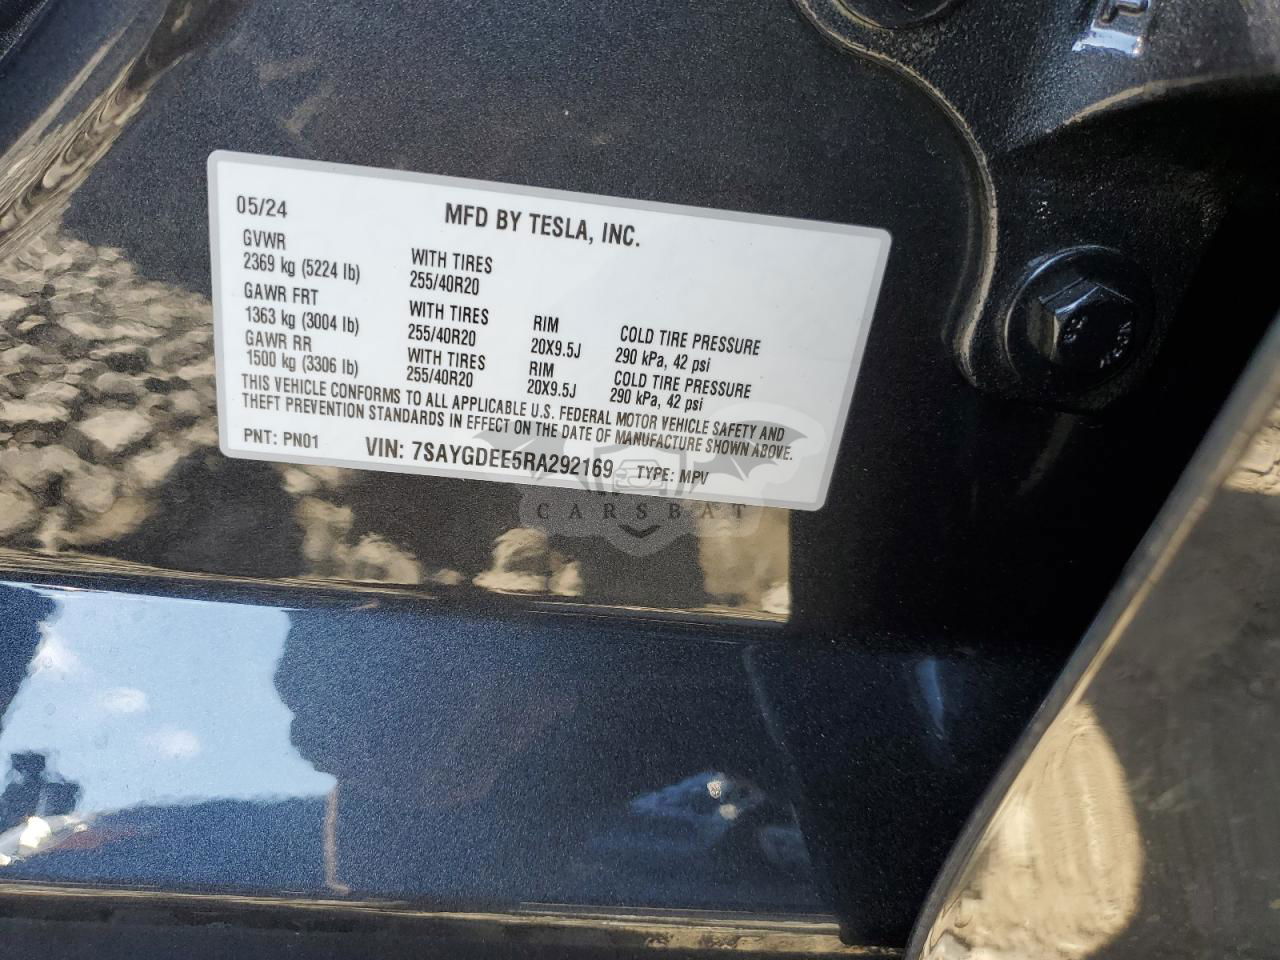 05/24 MFD BY TESLA, INC.
GVWR WITH TIRES
2369 kg (5224 lb) 255/40R20
GAWR FRT WITH TIRES RIM COLD TIRE PRESSURE
1363 kg (3004 lb) 255/40R20 20X9.5J 290 kPa, 42 psi
GAWR RR WITH TIRES RIM COLD TIRE PRESSURE
1500 kg (3306 lb) 255/40R20 20X9.5J 290 kPa, 42 psi
THIS VEHICLE CONFORMS TO ALL APPLICABLE U.S. FEDERAL MOTOR VEHICLE SAFETY AND
THEFT PREVENTION STANDARDS IN EFFECT ON THE DATE OF MANUFACTURE SHOWN ABOVE.
PNT: PN01 VIN: 7SAYGDEE5RA292169 TYPE: MPV
CARSBAT